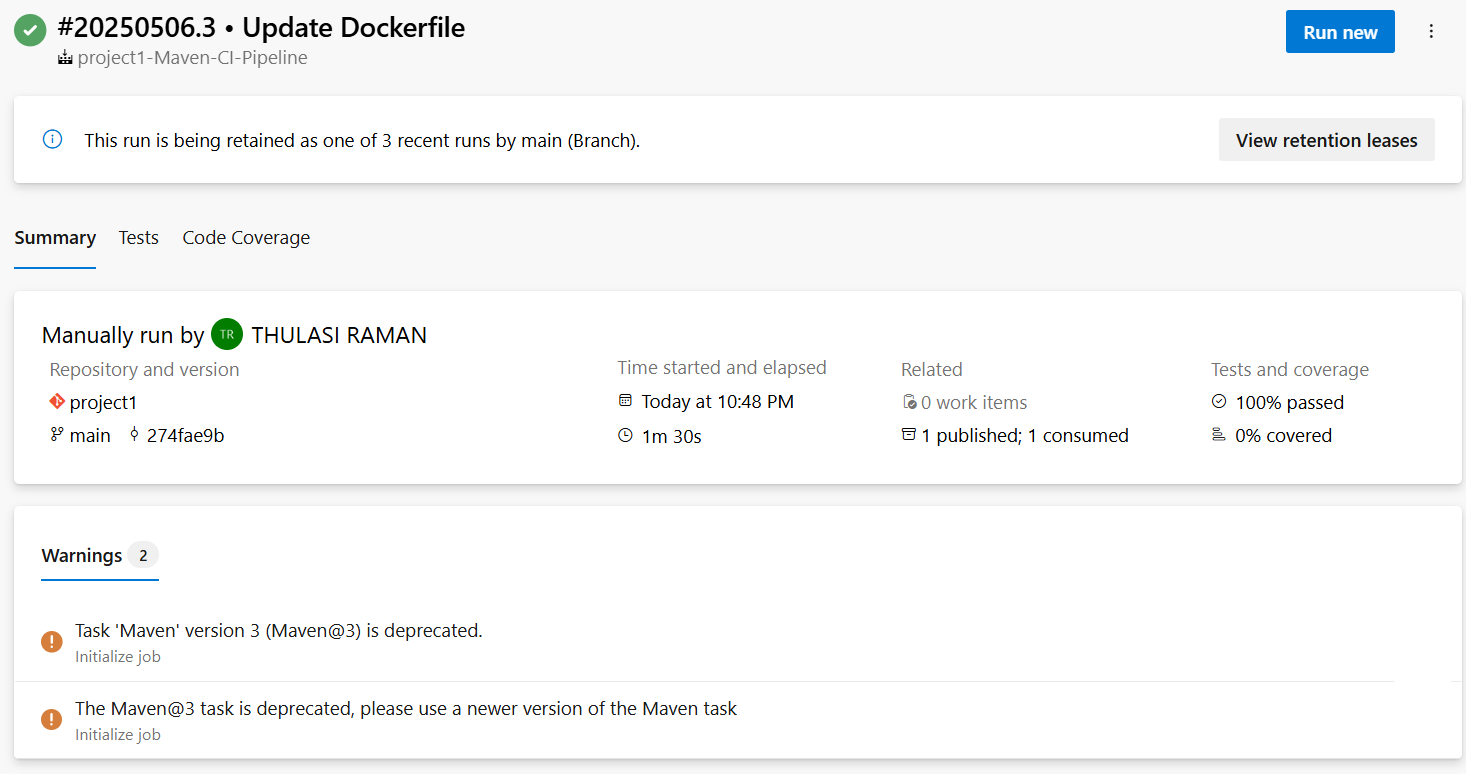 #20250506.3 • Update Dockerfile
Run new
project1-Maven-CI-Pipeline
This run is being retained as one of 3 recent runs by main (Branch).
View retention leases
Summary Tests Code Coverage
Manually run by TR THULASI RAMAN
Repository and version
project1
main 274fae9b
Time started and elapsed
Today at 10:48 PM
1m 30s
Related
0 work items
1 published; 1 consumed
Tests and coverage
100% passed
0% covered
Warnings 2
Task 'Maven' version 3 (Maven@3) is deprecated.
Initialize job
The Maven@3 task is deprecated, please use a newer version of the Maven task
Initialize job